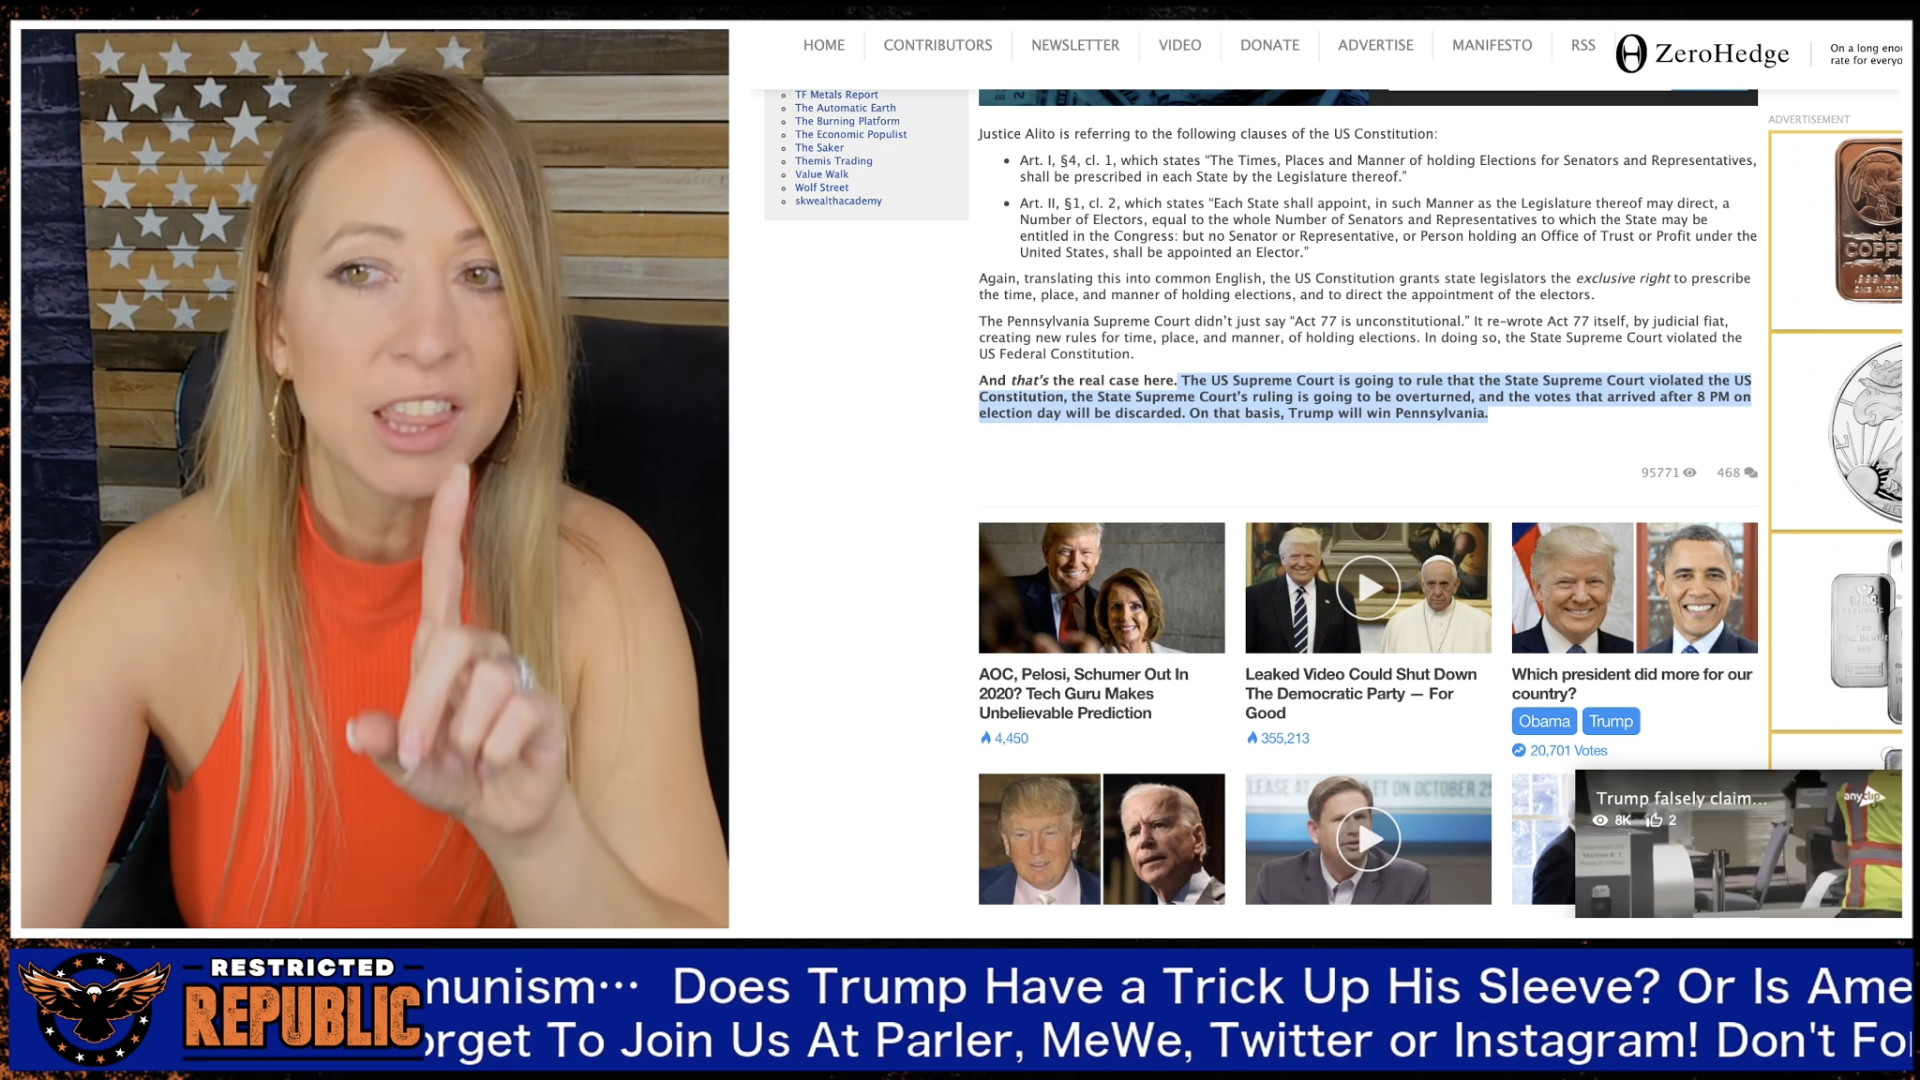 HOME
CONTRIBUTORS
NEWSLETTER
VIDEO
DONATE
ADVERTISE
MANIFESTO
RSS
ZeroHedge
On a long
rate for
TF Metals Report
The Automatic Earth
The Burning Platform
The Economic Populist
The Saker
Themis Trading
Value Walk
Wolf Street
skwealthacademy
ADVERTISEMENT
Justice Alito is referring to the following clauses of the US Constitution:
Art. I, §4, cl. 1, which states “The Times, Places and Manner of holding Elections for Senators and Representatives,
shall be prescribed in each State by the Legislature thereof.”
Art. II, §1, cl. 2, which states “Each State shall appoint, in such Manner as the Legislature thereof may direct, a
Number of Electors, equal to the whole Number of Senators and Representatives to which the State may be
entitled in the Congress: but no Senator or Representative, or Person holding an Office of Trust or Profit under the
United States, shall be appointed an Elector.”
Again, translating this into common English, the US Constitution grants state legislators the exclusive right to prescribe
the time, place, and manner of holding elections, and to direct the appointment of the electors.
The Pennsylvania Supreme Court didn’t just say “Act 77 is unconstitutional.” It re-wrote Act 77 itself, by judicial fiat,
creating new rules for time, place, and manner, of holding elections. In doing so, the State Supreme Court violated the
US Federal Constitution.
And that’s the real case here. The US Supreme Court is going to rule that the State Supreme Court violated the US
Constitution, the State Supreme Court’s ruling is going to be overturned, and the votes that arrived after 8 PM on
election day will be discarded. On that basis, Trump will win Pennsylvania.
95771
468
COPP
AOC, Pelosi, Schumer Out In
2020? Tech Guru Makes
Unbelievable Prediction
4,450
Leaked Video Could Shut Down
The Democratic Party — For
Good
355,213
Which president did more for our
country?
Obama
Trump
20,701 Votes
Trump falsely claim...
8K
2
anyclip
RESTRICTED
REPUBLIC
munism··· Does Trump Have a Trick Up His Sleeve? Or Is Ame
orget To Join Us At Parler, MeWe, Twitter or Instagram! Don't Fo